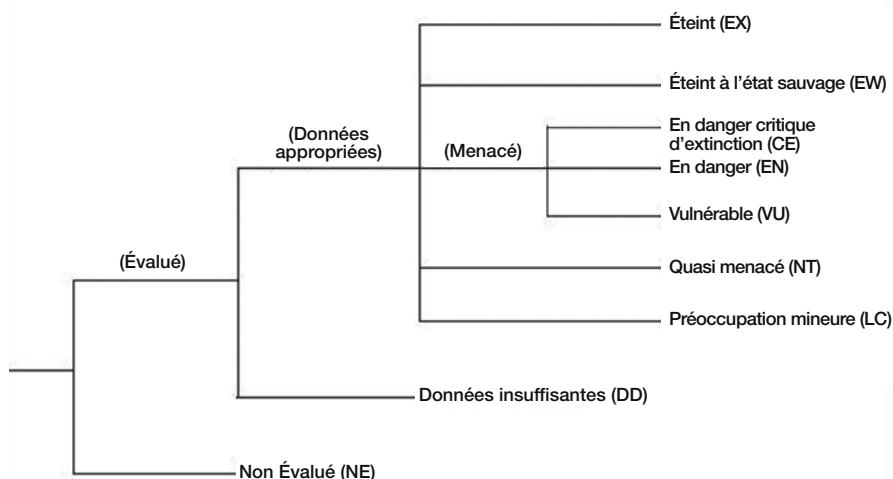 Éteint (EX)
Éteint à l'état sauvage (EW)
En danger critique
d'extinction (CE)
(Données
appropriées)
(Menacé)
En danger (EN)
Vulnérable (VU)
(Évalué)
Quasi menacé (NT)
Préoccupation mineure (LC)
Données insuffisantes (DD)
Non Évalué (NE)